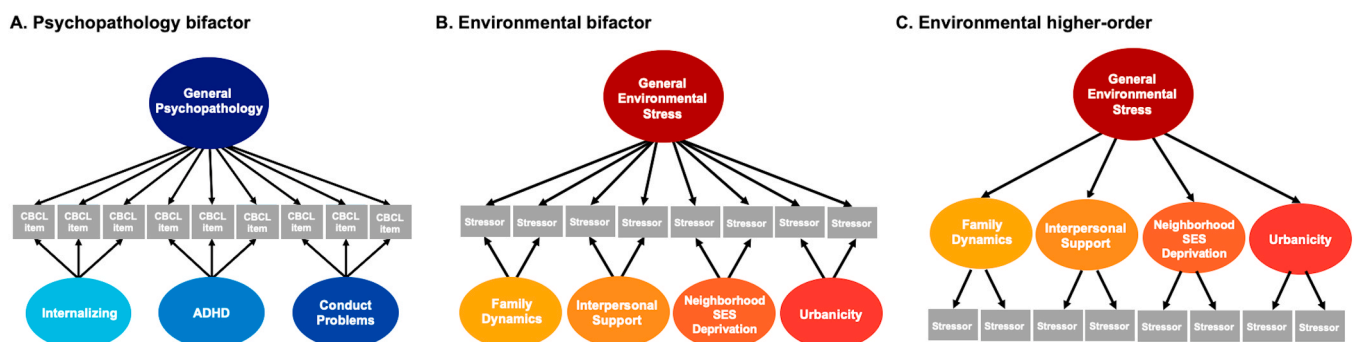 A. Psychopathology bifactor
General
Psychopathology
CBCL
item
CBCL
item
CBCL
item
CBCL
item
CBCL
item
CBCL
item
CBCL
item
CBCL
item
CBCL
item
Internalizing
ADHD
Conduct
Problems
B. Environmental bifactor
General
Environmental
Stress
Stressor
Stressor
Stressor
Stressor
Stressor
Stressor
Stressor
Stressor
Family
Dynamics
Interpersonal
Support
Neighborhood
SES
Deprivation
Urbanicity
C. Environmental higher-order
General
Environmental
Stress
Family
Dynamics
Interpersonal
Support
Neighborhood
SES
Deprivation
Urbanicity
Stressor
Stressor
Stressor
Stressor
Stressor
Stressor
Stressor
Stressor